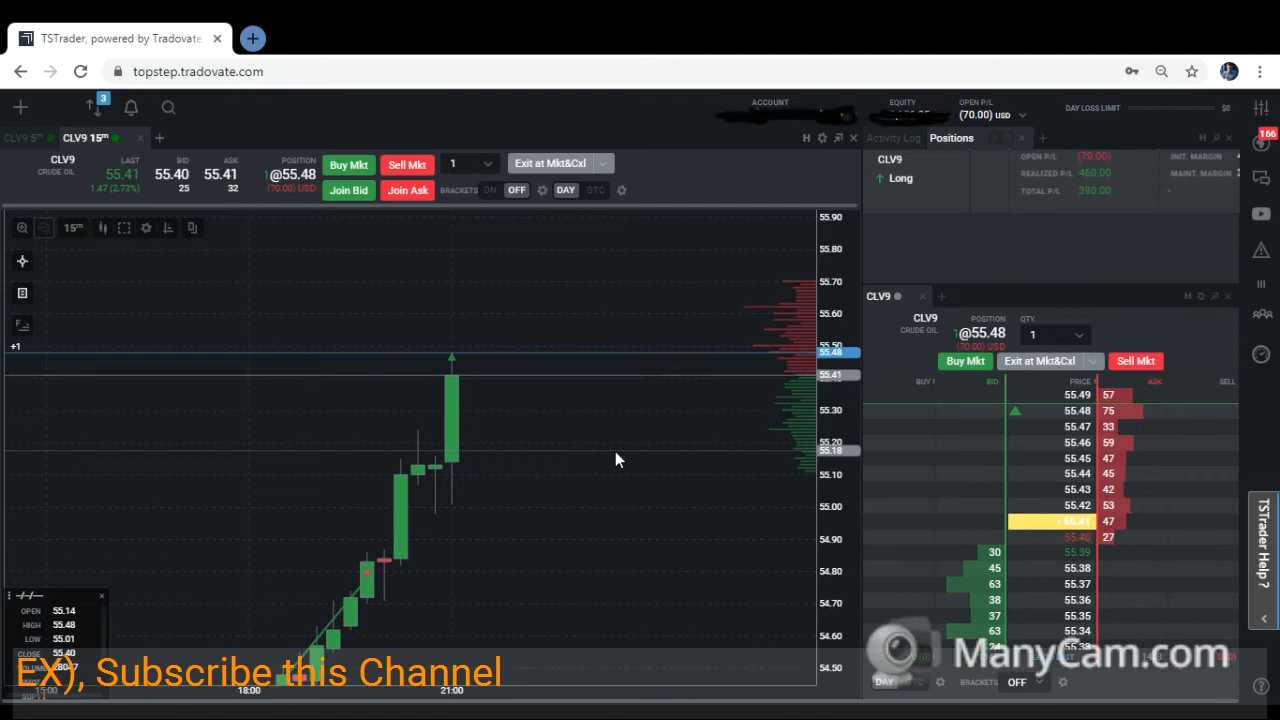 TSTrader, powered by Tradovate
topstep.tradovate.com
3
ACCOUNT
EQUITY
OPEN P/L
(70.00) USD
DAY LOSS LIMIT
$0
CLV9 5m
CLV9 15m
H
Activity Log
Positions
H
166
CLV9
CRUDE OIL
LAST
55.41
1.47 (2.73%)
BID
55.40
25
ASK
55.41
32
POSITION
1@55.48
(70.00) USD
Buy Mkt
Sell Mkt
1
Exit at Mkt&Cxl
Join Bid
Join Ask
BRACKETS
ON
OFF
DAY
GTC
CLV9
Long
OPEN P/L
(70.00)
REALIZED P/L
460.00
TOTAL P/L
390.00
INIT. MARGIN
MAINT. MARGIN
3
-
15m
+1
55.90
55.80
55.70
55.60
55.50
55.48
55.41
55.30
55.20
55.18
55.10
55.00
54.90
54.80
54.70
54.60
54.50
-/-/—
OPEN 55.14
HIGH 55.48
LOW 55.01
CLOSE 55.40
18:00
21:00
CLV9
H
CLV9
CRUDE OIL
POSITION
1@55.48
(70.00) USD
QTY.
1
Buy Mkt
Exit at Mkt&Cxl
Sell Mkt
BUY
BID
PRICE
ASK
SELL
55.49 57
55.48 75
55.47 33
55.46 59
55.45 47
55.44 45
55.43 42
55.42 53
55.41 47
55.40 27
30 55.39
45 55.38
63 55.37
38 55.36
37 55.35
63 55.34
DAY
BRACKETS
OFF
TSTrader Help ?
EX), Subscribe this Channel
ManyCam.com